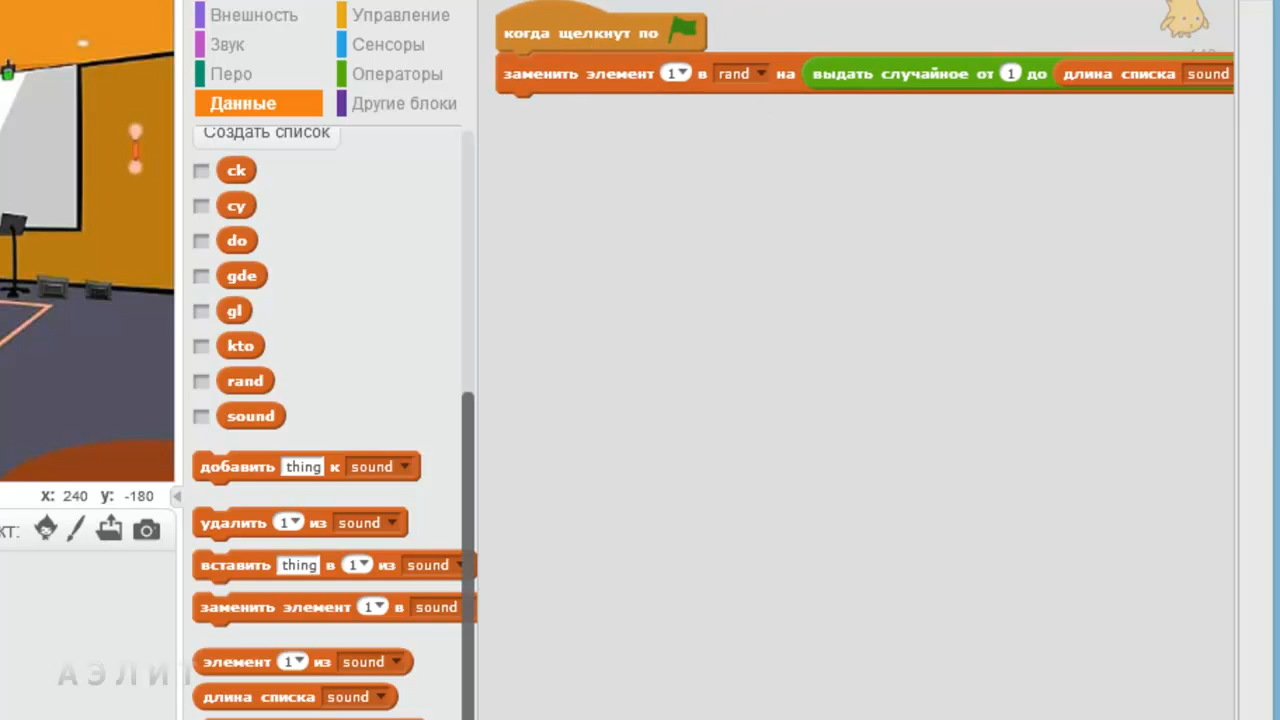 Внешность
Управление
Звук
Сенсоры
Перо
Операторы
Данные
Другие блоки
Создать список
ck
cy
do
gde
gl
kto
rand
sound
добавить thing к sound
удалить 1 из sound
вставить thing в 1 из sound
заменить элемент 1 в sound
элемент 1 из sound
длина списка sound
когда щелкнут по
заменить элемент 1 в rand на выдать случайное от 1 до длина списка sound
x: 240 y: -180
кт:
АЭЛИТ